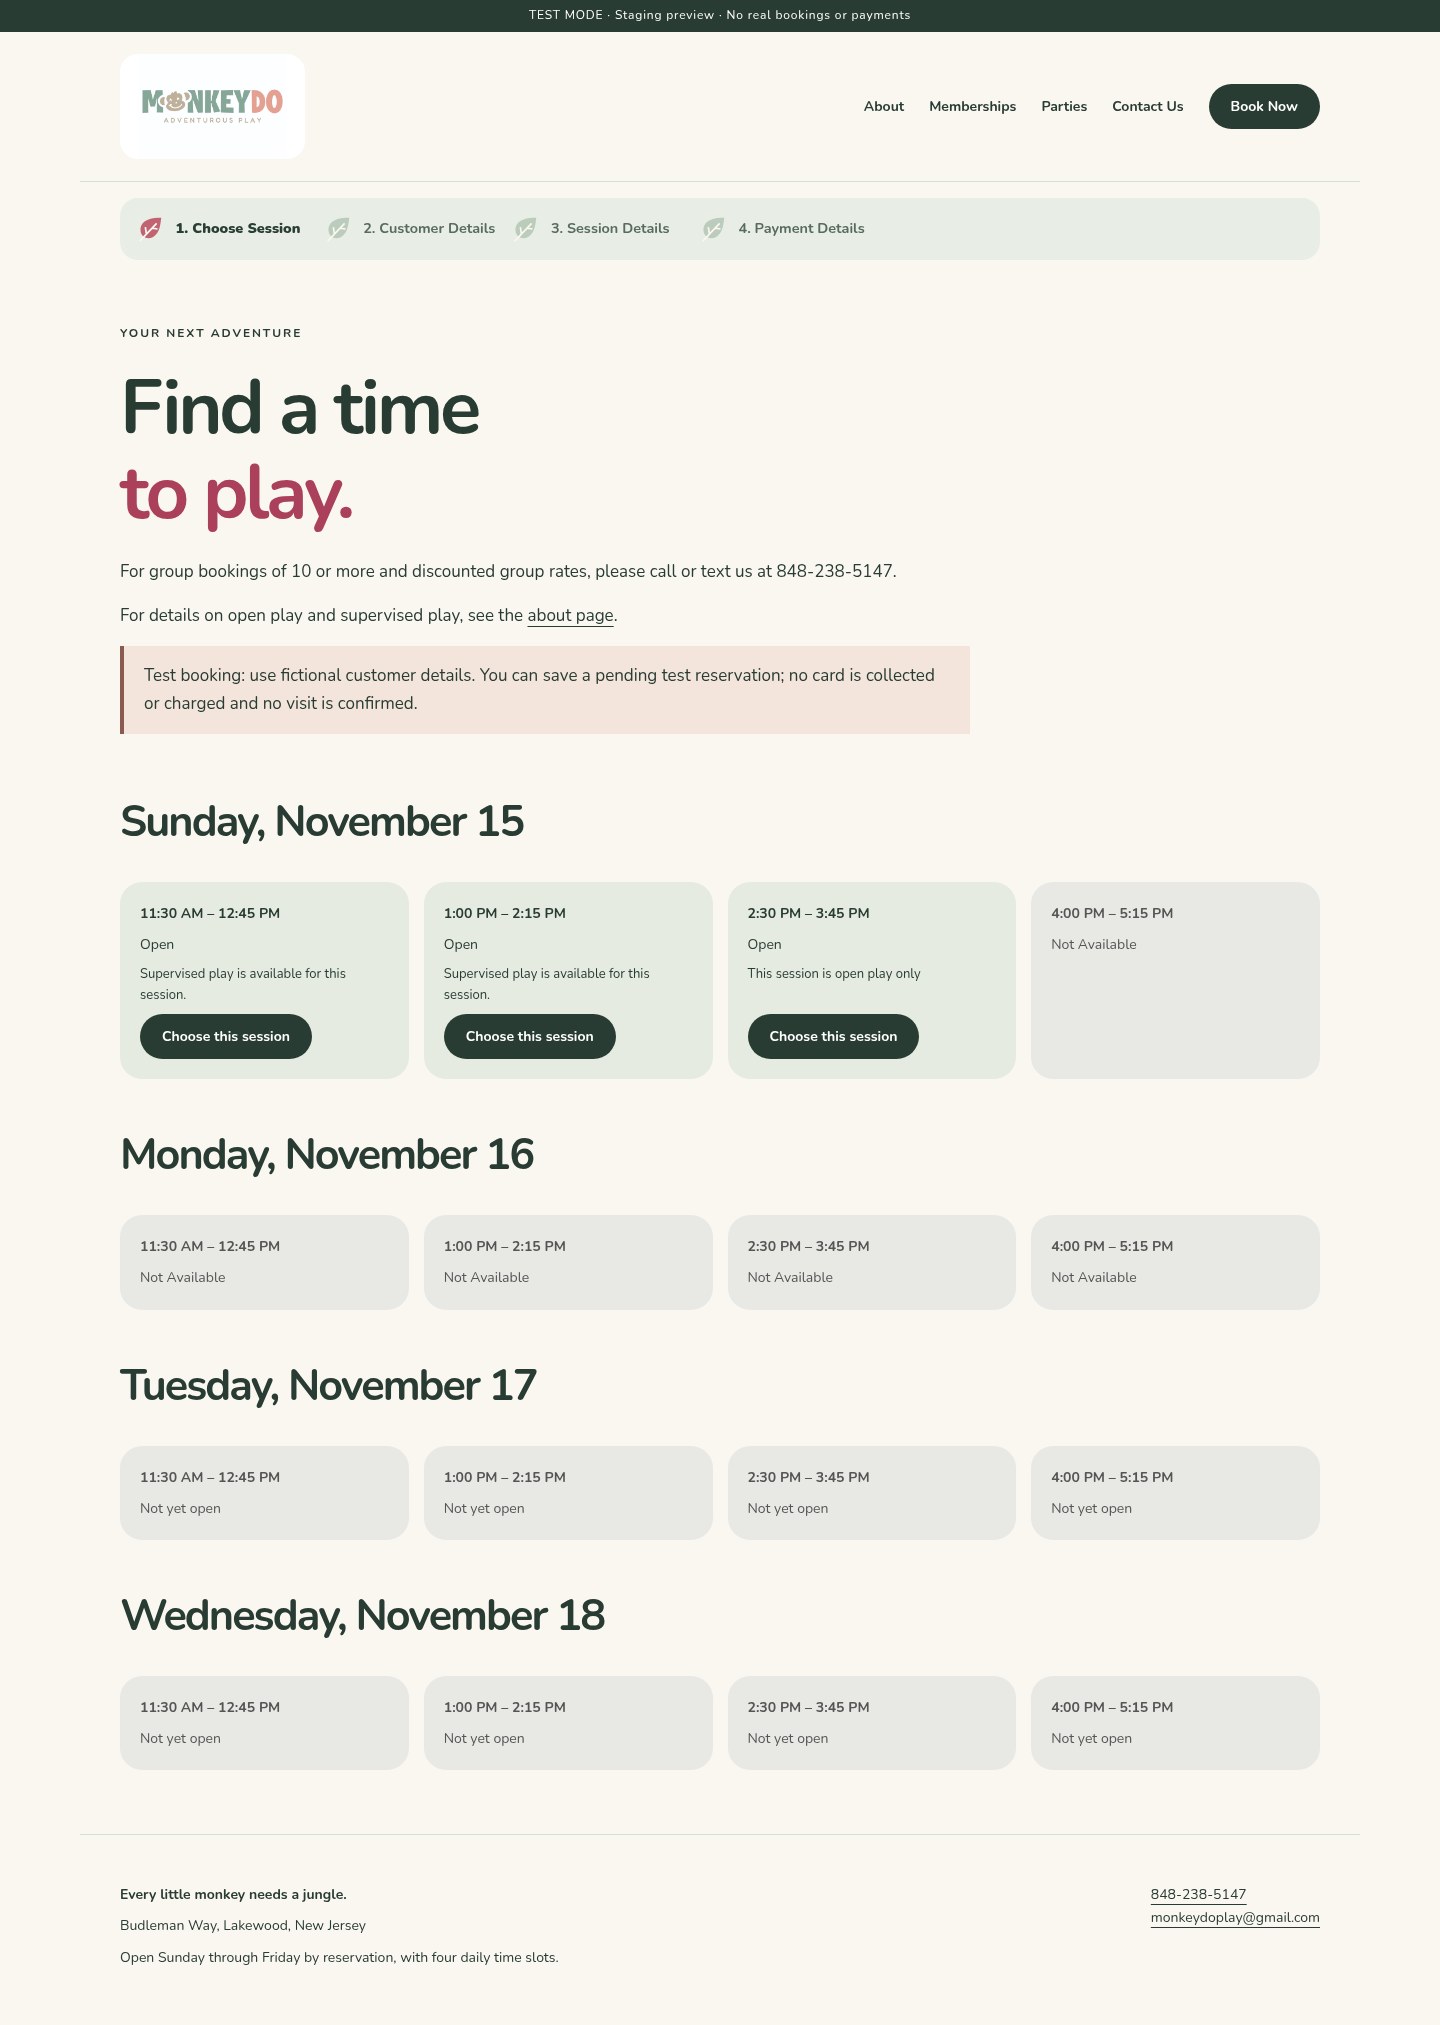 TEST MODE · Staging preview · No real bookings or payments
MONKEYDO
ADVENTUROUS PLAY
About Memberships Parties Contact Us Book Now
1. Choose Session 2. Customer Details 3. Session Details 4. Payment Details
YOUR NEXT ADVENTURE
Find a time
to play.
For group bookings of 10 or more and discounted group rates, please call or text us at 848-238-5147.
For details on open play and supervised play, see the about page.
Test booking: use fictional customer details. You can save a pending test reservation; no card is collected
or charged and no visit is confirmed.
Sunday, November 15
11:30 AM – 12:45 PM
Open
Supervised play is available for this
session.
Choose this session
1:00 PM – 2:15 PM
Open
Supervised play is available for this
session.
Choose this session
2:30 PM – 3:45 PM
Open
This session is open play only
Choose this session
4:00 PM – 5:15 PM
Not Available
Monday, November 16
11:30 AM – 12:45 PM
Not Available
1:00 PM – 2:15 PM
Not Available
2:30 PM – 3:45 PM
Not Available
4:00 PM – 5:15 PM
Not Available
Tuesday, November 17
11:30 AM – 12:45 PM
Not yet open
1:00 PM – 2:15 PM
Not yet open
2:30 PM – 3:45 PM
Not yet open
4:00 PM – 5:15 PM
Not yet open
Wednesday, November 18
11:30 AM – 12:45 PM
Not yet open
1:00 PM – 2:15 PM
Not yet open
2:30 PM – 3:45 PM
Not yet open
4:00 PM – 5:15 PM
Not yet open
Every little monkey needs a jungle.
Budleman Way, Lakewood, New Jersey
Open Sunday through Friday by reservation, with four daily time slots.
848-238-5147
monkeydoplay@gmail.com